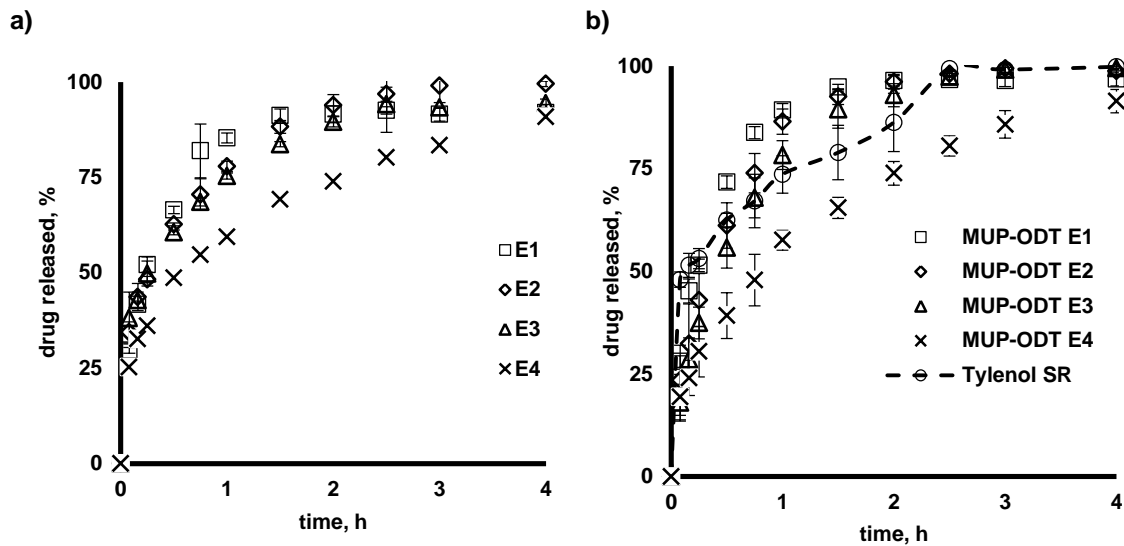 a)
100
75
50
25
0
drug released, %
0 1 2 3 4
time, h
E1
E2
E3
E4
b)
100
75
50
25
0
drug released, %
0 1 2 3 4
time, h
MUP-ODT E1
MUP-ODT E2
MUP-ODT E3
MUP-ODT E4
Tylenol SR